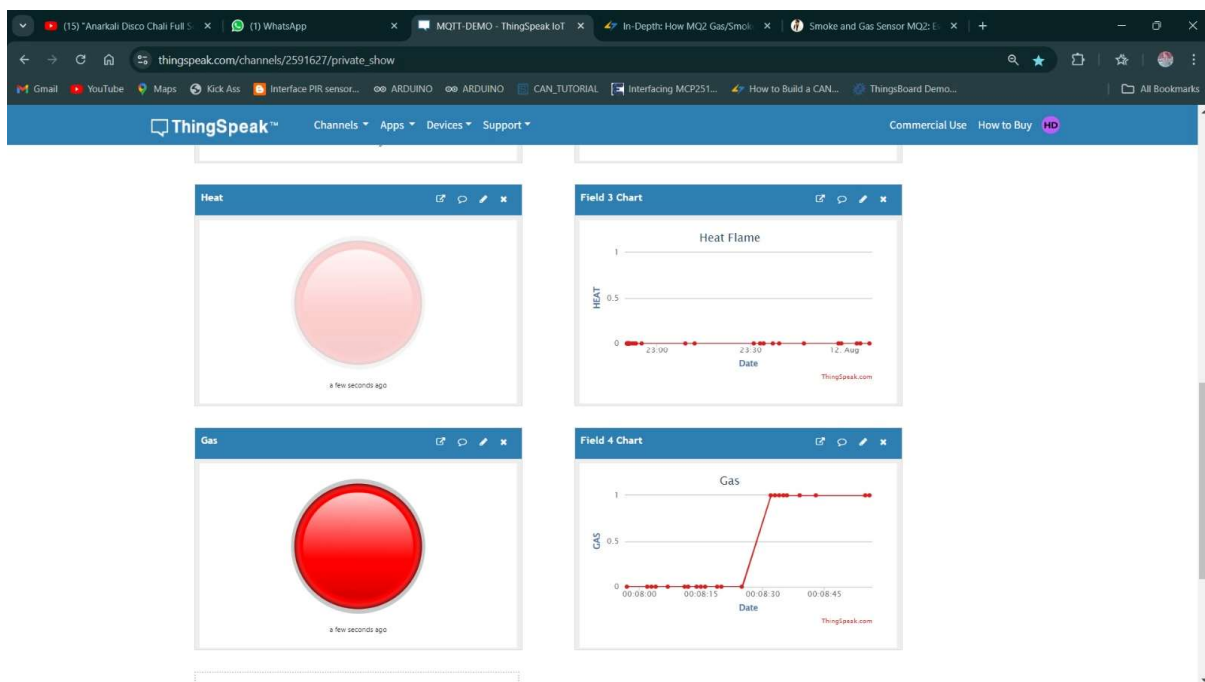 (15) "Anarkali Disco Chali Full S
(1) WhatsApp
MQTT-DEMO - ThingSpeak IoT
In-Depth: How MQ2 Gas/Smok
Smoke and Gas Sensor MQ2: E
thingspeak.com/channels/2591627/private_show
Gmail YouTube Maps Kick Ass Interface PIR sensor... ARDUINO ARDUINO CAN_TUTORIAL Interfacing MCP251... How to Build a CAN... ThingsBoard Demo... All Bookmarks
ThingSpeak™ Channels Apps Devices Support Commercial Use How to Buy HD
Heat
a few seconds ago
Field 3 Chart
Heat Flame
HEAT
1
0.5
0
23:00 23:30 12. Aug
Date
ThingSpeak.com
Gas
a few seconds ago
Field 4 Chart
Gas
GAS
1
0.5
0
00:08:00 00:08:15 00:08:30 00:08:45
Date
ThingSpeak.com